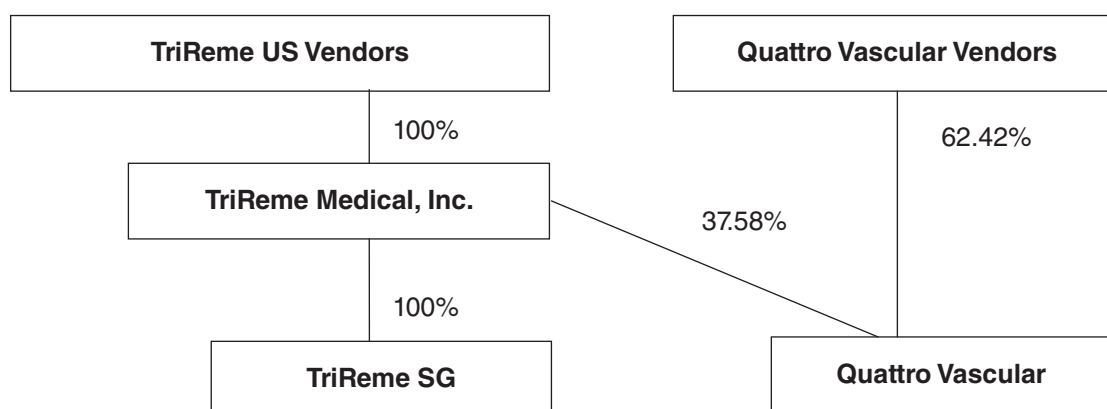 TriReme US Vendors
Quattro Vascular Vendors
100%
62.42%
TriReme Medical, Inc.
37.58%
100%
TriReme SG
Quattro Vascular